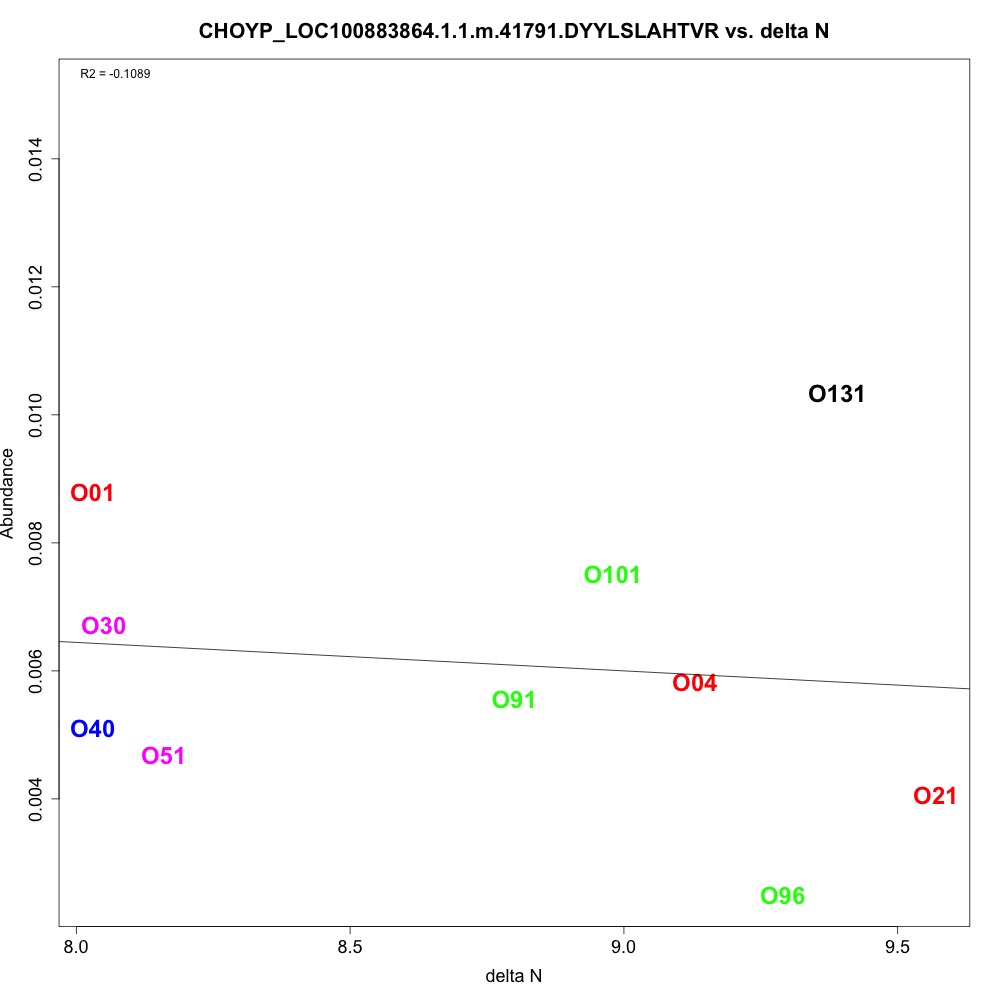 CHOYP_LOC100883864.1.1.m.41791.DYYLSLAHTVR vs. delta N
R2 = -0.1089
0.014
0.012
O131
0.010
Abundance
O01
0.008
O101
O30
0.006
O04
O91
O40
O51
0.004
O21
O96
8.0 8.5 9.0 9.5
delta N